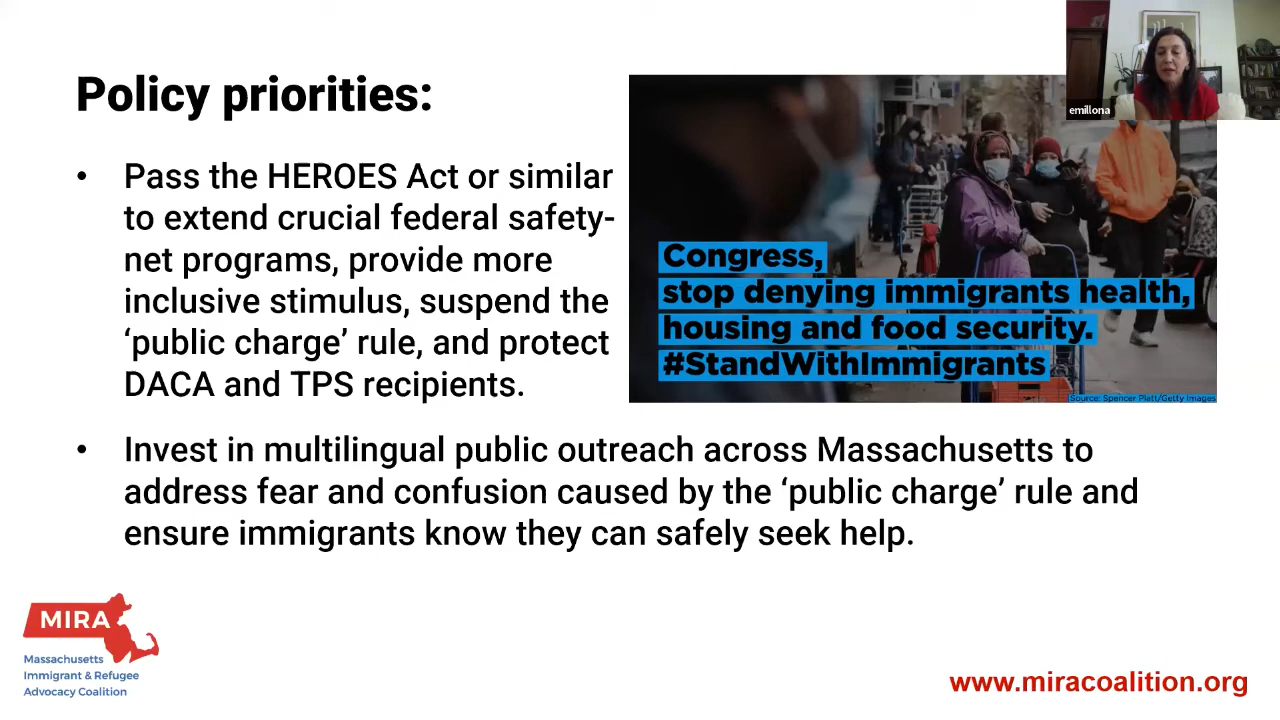 Policy priorities:
• Pass the HEROES Act or similar
to extend crucial federal safety-
net programs, provide more
inclusive stimulus, suspend the
‘public charge’ rule, and protect
DACA and TPS recipients.
emillona
Congress,
stop denying immigrants health,
housing and food security.
#StandWithImmigrants
Source: Spencer Platt/Getty Images
• Invest in multilingual public outreach across Massachusetts to
address fear and confusion caused by the ‘public charge’ rule and
ensure immigrants know they can safely seek help.
MIRA
Massachusetts
Immigrant & Refugee
Advocacy Coalition
www.miracoalition.org